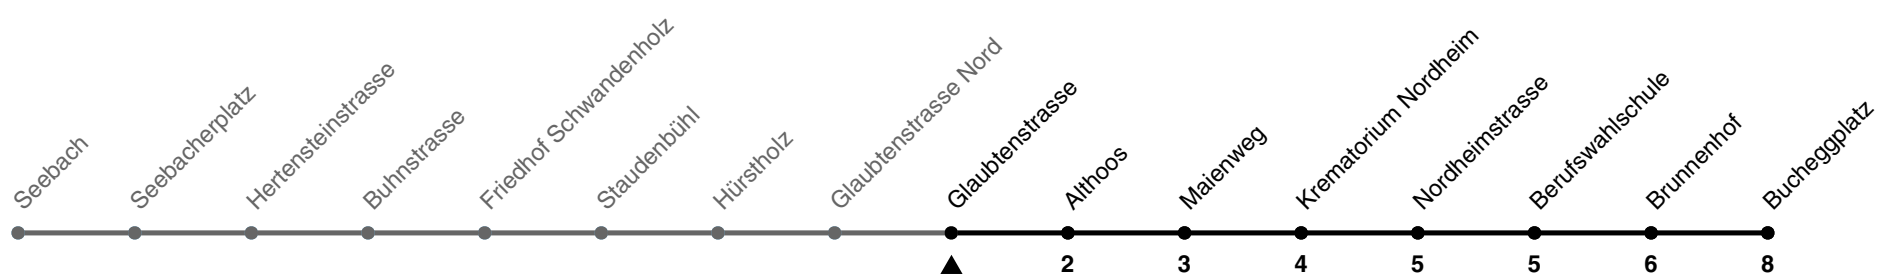 Seebach
Seebacherplatz
Hertensteinstrasse
Buhnstrasse
Friedhof Schwandenholz
Staudenbühl
Hürstholz
Glaubtenstrasse Nord
Glaubtenstrasse
Althoos
Maienweg
Krematorium Nordheim
Nordheimstrasse
Berufswahlschule
Brunnenhof
Bucheggplatz
2 3 4 5 5 6 8